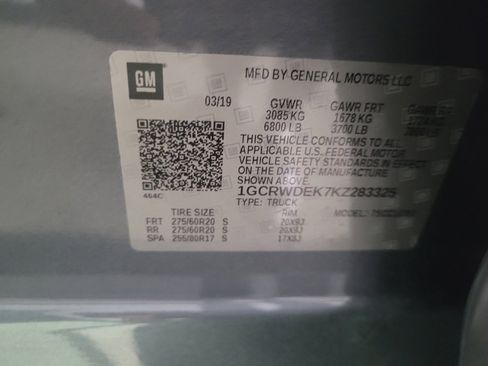 GM
MFD BY GENERAL MOTORS LLC
03/19 GVWR GAWR FRT GAWR RR
3085 KG 1678 KG
6800 LB 3700 LB
THIS VEHICLE CONFORMS TO ALL
APPLICABLE U.S. FEDERAL MOTOR
VEHICLE SAFETY STANDARDS IN EFFECT
ON THE DATE OF MANUFACTURE
SHOWN ABOVE.
1GCRWDEK7KZ283325
464C TYPE: TRUCK MODEL:
TIRE SIZE RIM
FRT 275/60R20 S 20X9J
RR 275/60R20 S 20X9J
SPA 255/80R17 S 17X8J